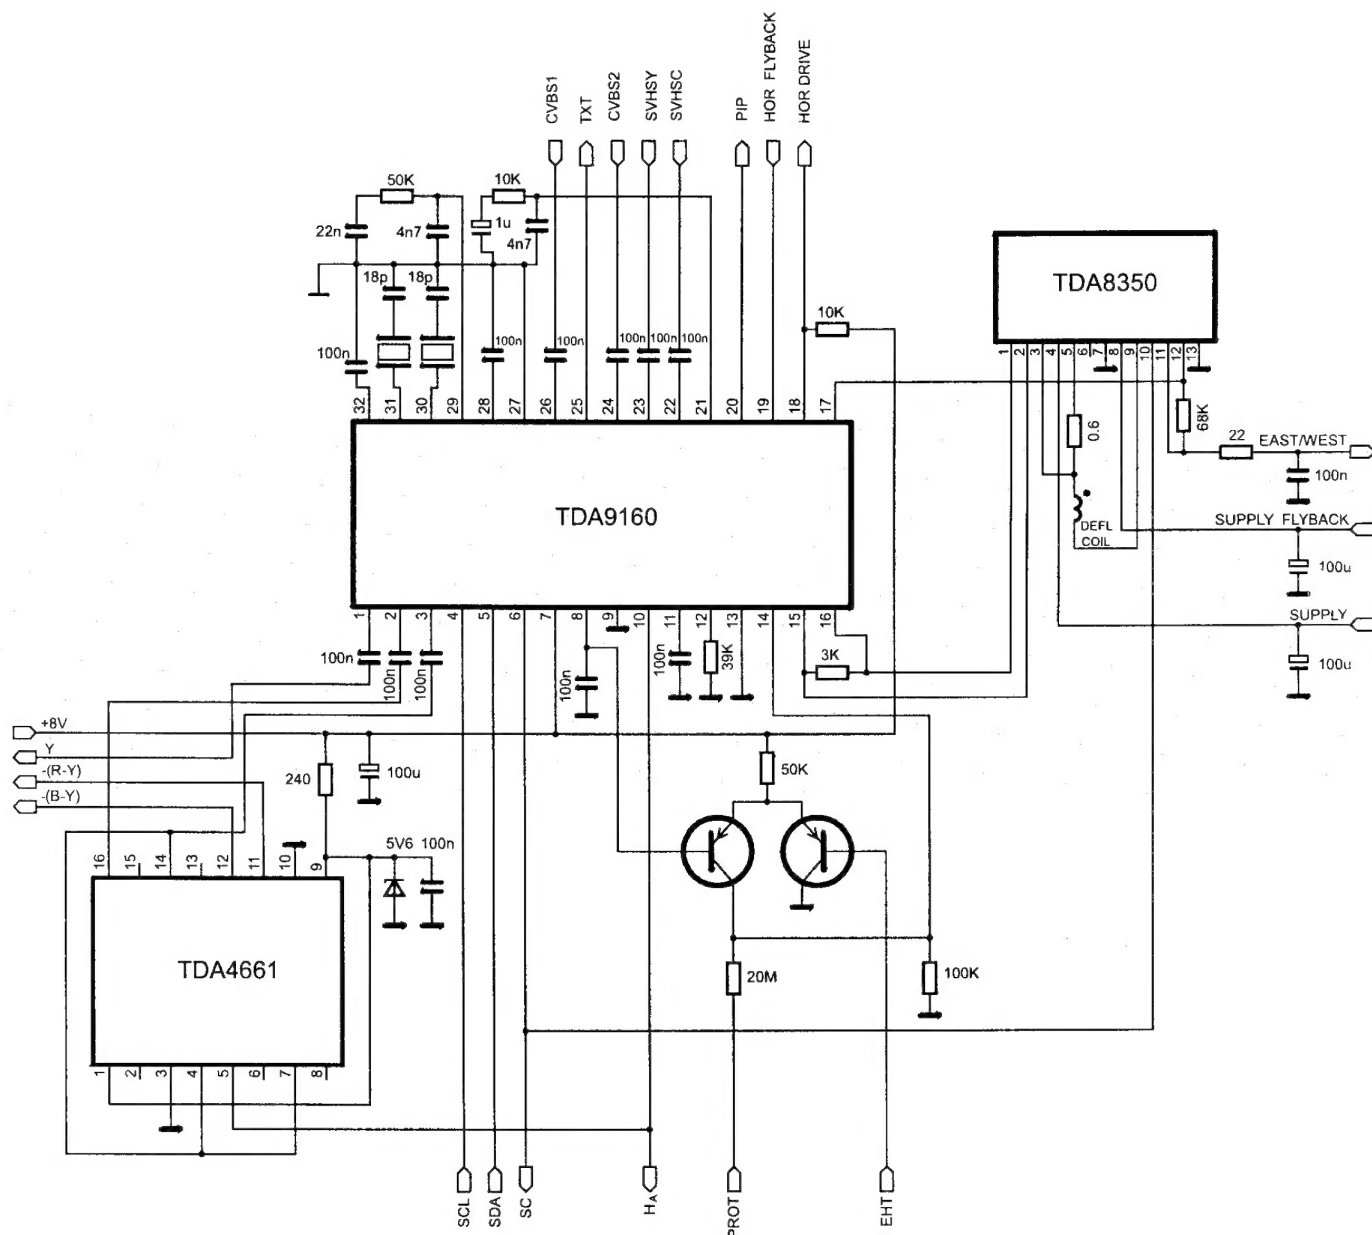 CVBS1
TXT
CVBS2
SVHSY
SVHSC
PIP
HOR FLYBACK
HOR DRIVE
50K
10K
22n
4n7
1u
4n7
18p
18p
100n
100n
100n
100n
100n
100n
10K
TDA8350
1 2 3 4 5 6 7 8 9 10 11 12 13
32 31 30 29 28 27 26 25 24 23 22 21 20 19 18 17
TDA9160
1 2 3 4 5 6 7 8 9 10 11 12 13 14 15 16
0.6
68K
22
EAST/WEST
100n
DEFL
COIL
SUPPLY FLYBACK
100u
SUPPLY
100u
100n
100n
100n
100n
100n
39K
3K
+8V
Y
-(R-Y)
-(B-Y)
240
100u
50K
5V6
100n
16 15 14 13 12 11 10 9
TDA4661
1 2 3 4 5 6 7 8
20M
100K
SCL
SDA
SC
HA
PROT
EHT